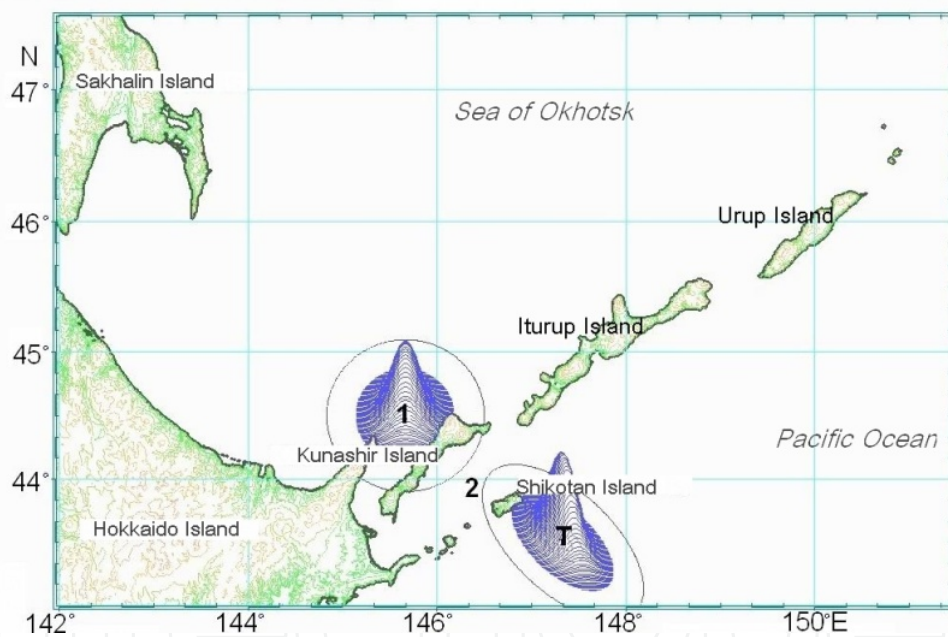 N
Sakhalin Island
47°
Sea of Okhotsk
46°
Urup Island
45°
Iturup Island
1
Pacific Ocean
Kunashir Island
44°
2
Shikotan Island
Hokkaido Island
T
142°
144°
146°
148°
150°E